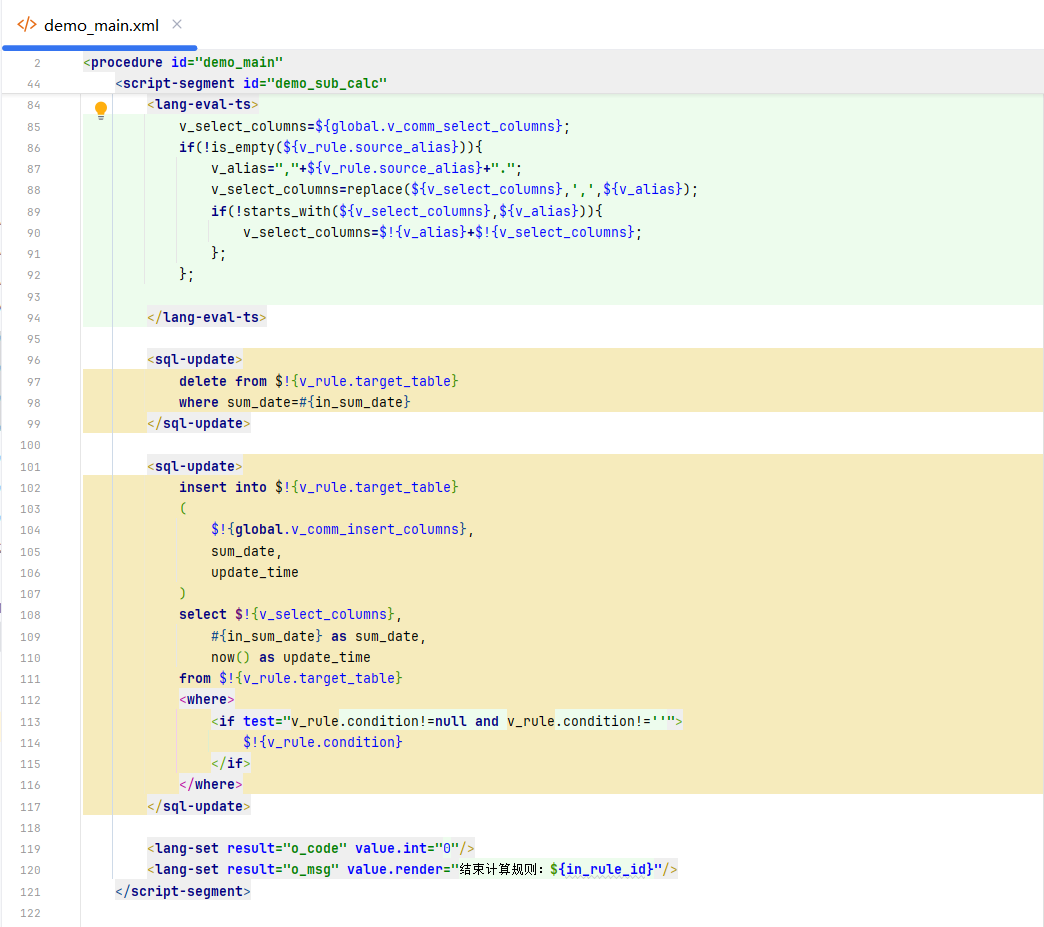 demo_main.xml
2 <procedure id="demo_main"
44 <script-segment id="demo_sub_calc"
84 <lang-eval-ts>
85 v_select_columns=${global.v_comm_select_columns};
86 if(!is_empty(${v_rule.source_alias})){
87 v_alias=","+${v_rule.source_alias}+".";
88 v_select_columns=replace(${v_select_columns},',',${v_alias});
89 if(!starts_with(${v_select_columns},${v_alias})){
90 v_select_columns=$!{v_alias}+$!{v_select_columns};
91 };
92 };
93
94 </lang-eval-ts>
95
96 <sql-update>
97 delete from $!{v_rule.target_table}
98 where sum_date=#{in_sum_date}
99 </sql-update>
100
101 <sql-update>
102 insert into $!{v_rule.target_table}
103 (
104 $!{global.v_comm_insert_columns},
105 sum_date,
106 update_time
107 )
108 select $!{v_select_columns},
109 #{in_sum_date} as sum_date,
110 now() as update_time
111 from $!{v_rule.target_table}
112 <where>
113 <if test="v_rule.condition!=null and v_rule.condition!=''">
114 $!{v_rule.condition}
115 </if>
116 </where>
117 </sql-update>
118
119 <lang-set result="o_code" value.int="0"/>
120 <lang-set result="o_msg" value.render="结束计算规则：${in_rule_id}"/>
121 </script-segment>
122